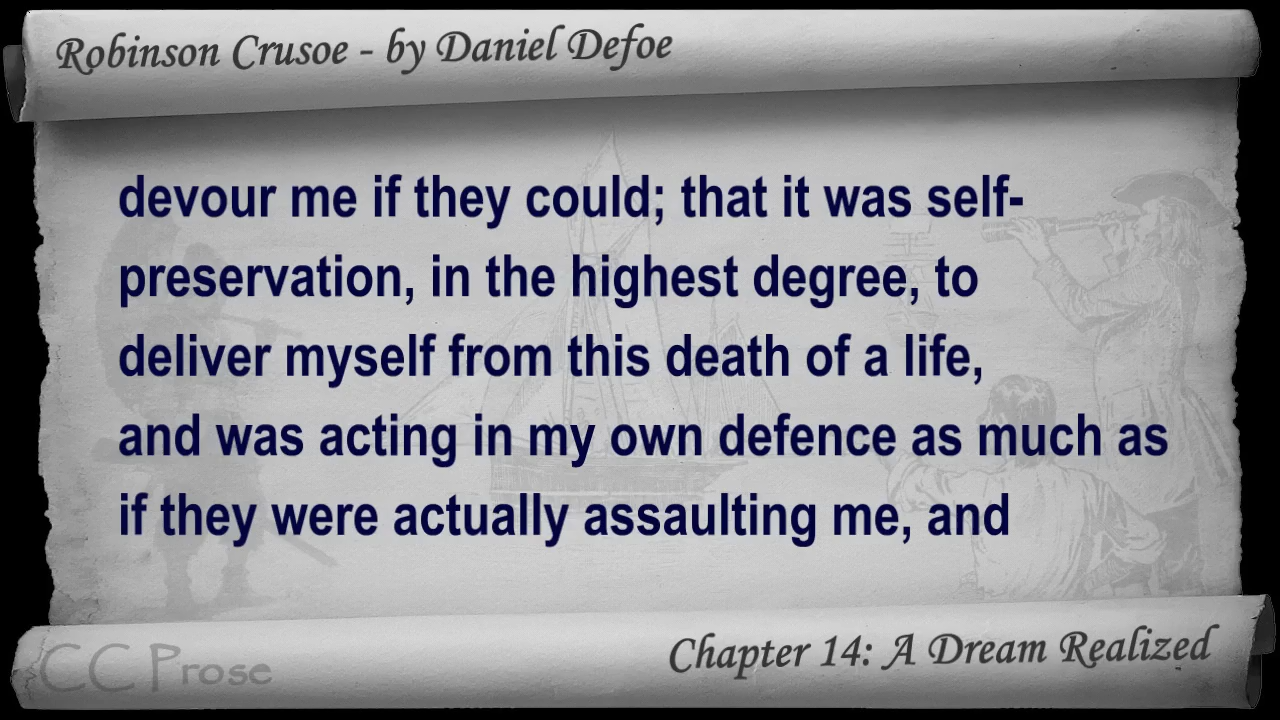 Robinson Crusoe - by Daniel Defoe
devour me if they could; that it was self-
preservation, in the highest degree, to
deliver myself from this death of a life,
and was acting in my own defence as much as
if they were actually assaulting me, and
Chapter 14: A Dream Realized
CC Prose